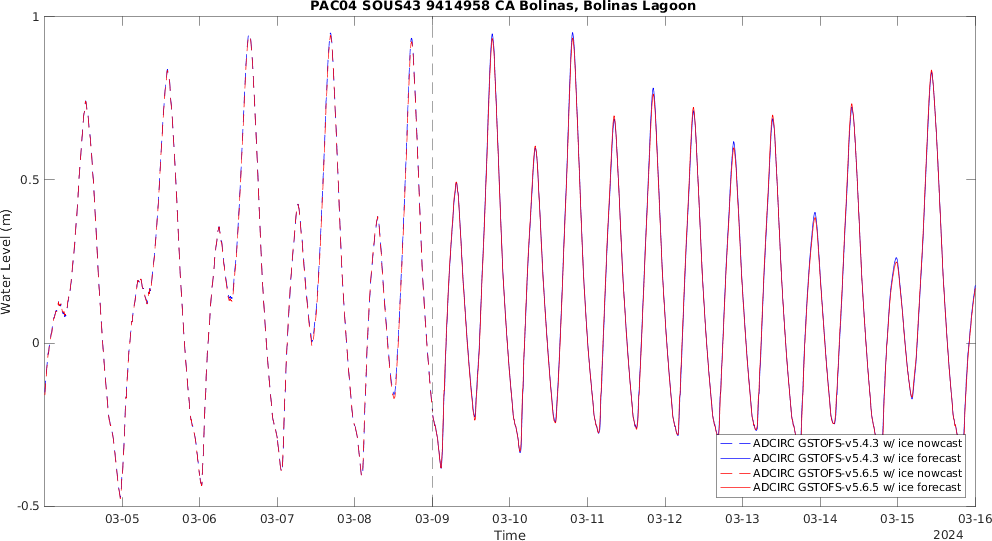 PAC04 SOUS43 9414958 CA Bolinas, Bolinas Lagoon
1
0.5
0
-0.5
Water Level (m)
03-05 03-06 03-07 03-08 03-09 03-10 03-11 03-12 03-13 03-14 03-15 03-16
Time
2024
ADCIRC GSTOFS-v5.4.3 w/ ice nowcast
ADCIRC GSTOFS-v5.4.3 w/ ice forecast
ADCIRC GSTOFS-v5.6.5 w/ ice nowcast
ADCIRC GSTOFS-v5.6.5 w/ ice forecast